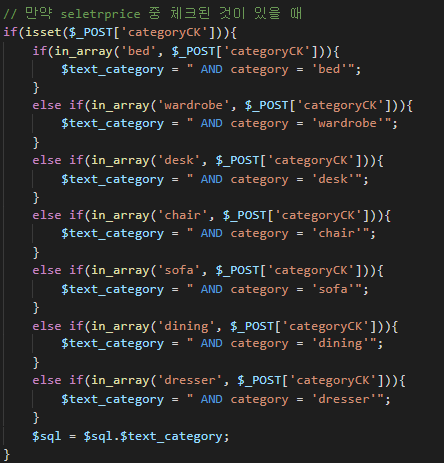 // 만약 seletrprice 중 체크된 것이 있을 때
if(isset($_POST['categoryCK'])){
    if(in_array('bed', $_POST['categoryCK'])){
        $text_category = " AND category = 'bed'";
    }
    else if(in_array('wardrobe', $_POST['categoryCK'])){
        $text_category = " AND category = 'wardrobe'";
    }
    else if(in_array('desk', $_POST['categoryCK'])){
        $text_category = " AND category = 'desk'";
    }
    else if(in_array('chair', $_POST['categoryCK'])){
        $text_category = " AND category = 'chair'";
    }
    else if(in_array('sofa', $_POST['categoryCK'])){
        $text_category = " AND category = 'sofa'";
    }
    else if(in_array('dining', $_POST['categoryCK'])){
        $text_category = " AND category = 'dining'";
    }
    else if(in_array('dresser', $_POST['categoryCK'])){
        $text_category = " AND category = 'dresser'";
    }
    $sql = $sql.$text_category;
}